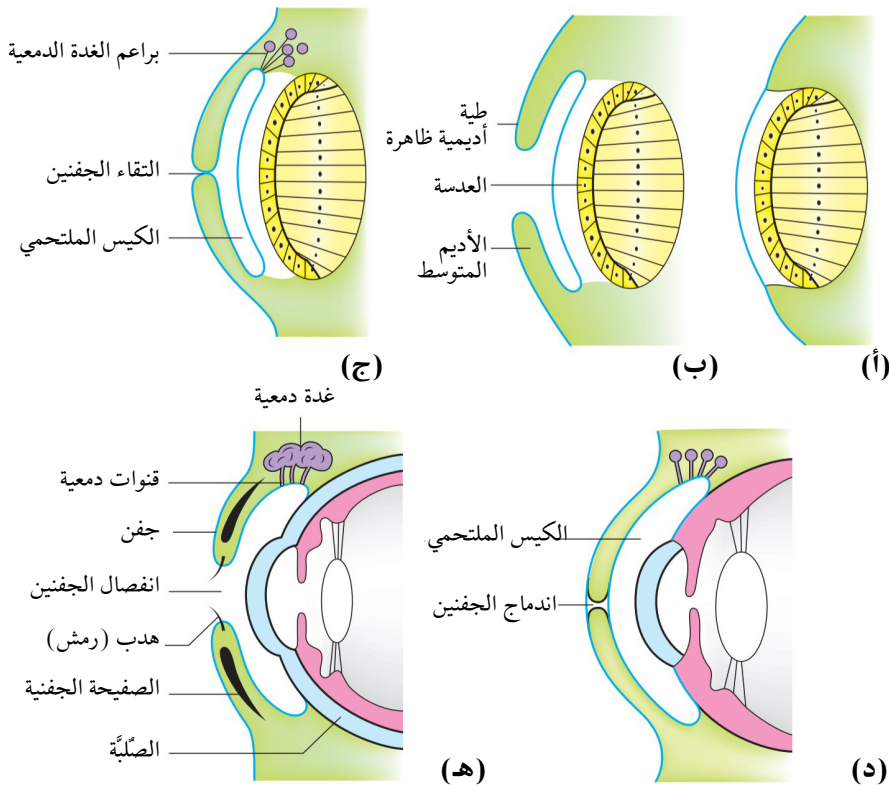 براعم الغدة الدمعية
التقاء الجفنين
الكيس الملتحمي
(ج)
طية
أديمية ظاهرة
العدسة
الأديم
المتوسط
(ب)
(أ)
غدة دمعية
قنوات دمعية
جفن
انفصال الجفنين
هدب (رمش)
الصفيحة الجفنية
الصُلبَّة
(هـ)
الكيس الملتحمي
اندماج الجفنين
(د)